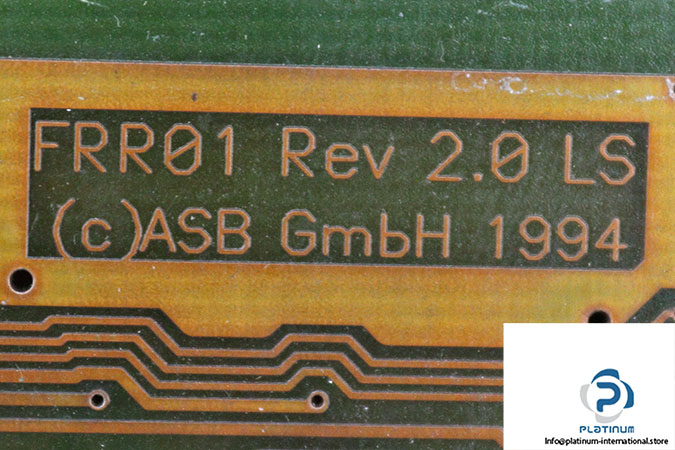 FRR01 Rev 2.0 LS
(c)ASB GmbH 1994
PLATINUM
Info@platinum-international.store